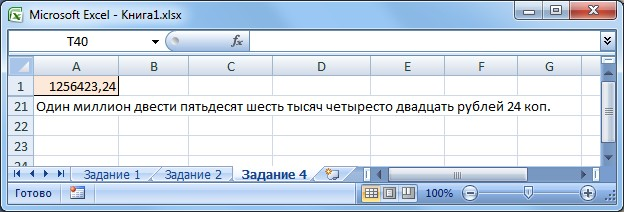 Microsoft Excel - Книга1.xlsx
T40 fx
A B C D E F G
1 1256423,24
21 Один миллион двести пятьдесят шесть тысяч четыресто двадцать рублей 24 коп.
22
23
24
Задание 1 Задание 2 Задание 4
Готово 100%